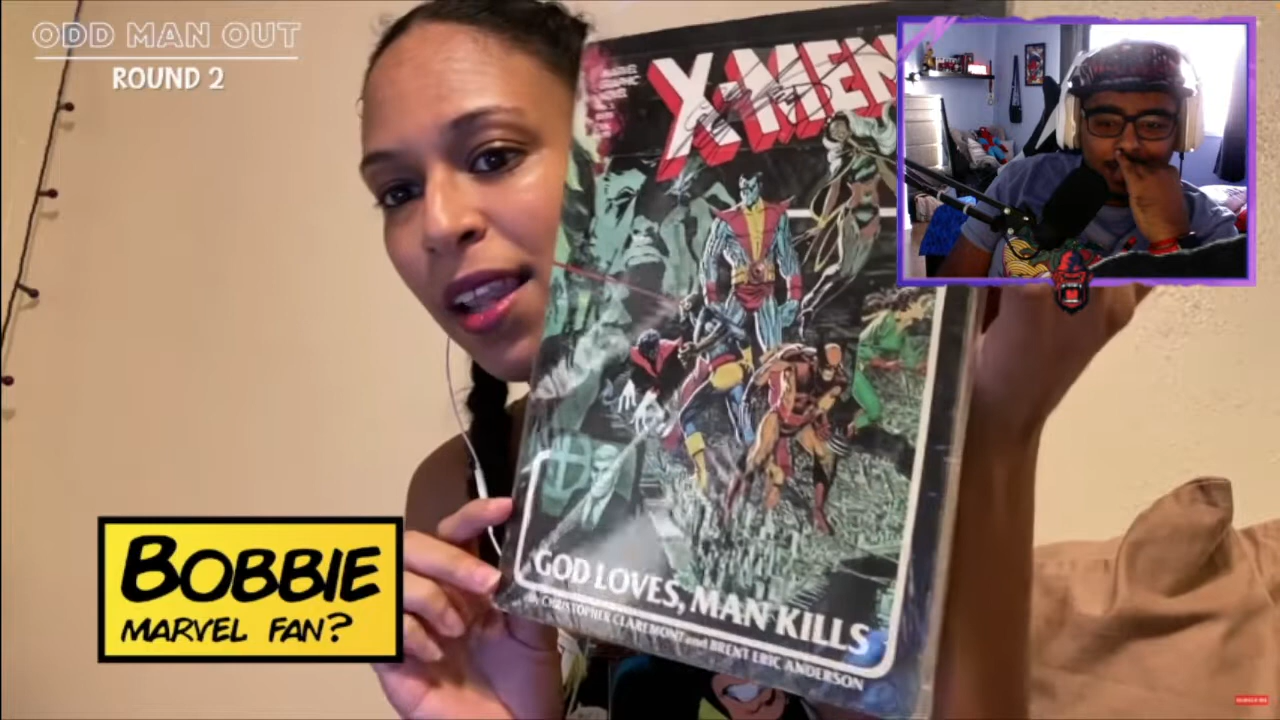 ODD MAN OUT
ROUND 2
X-MEN
GOD LOVES, MAN KILLS
By CHRISTOPHER CLAREMONT and BRENT ERIC ANDERSON
BOBBIE
MARVEL FAN?